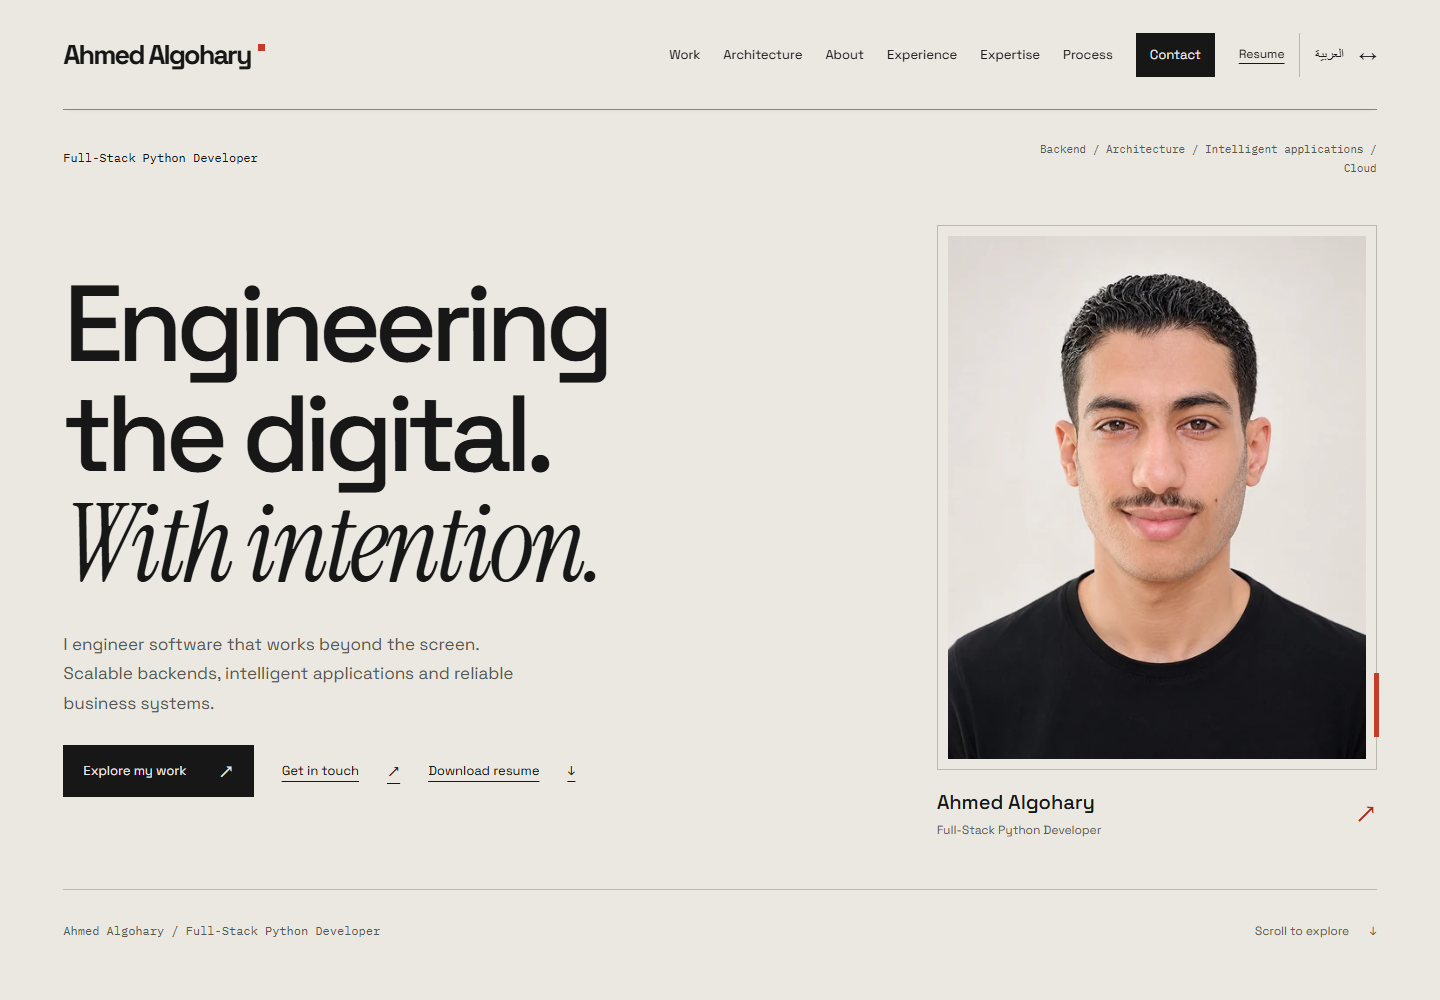 Ahmed Algohary
Work Architecture About Experience Expertise Process Contact Resume العربية ↔
Full-Stack Python Developer
Backend / Architecture / Intelligent applications /
Cloud
Engineering
the digital.
With intention.
I engineer software that works beyond the screen.
Scalable backends, intelligent applications and reliable
business systems.
Explore my work ↗ Get in touch ↗ Download resume ↓
Ahmed Algohary ↗
Full-Stack Python Developer
Ahmed Algohary / Full-Stack Python Developer
Scroll to explore ↓